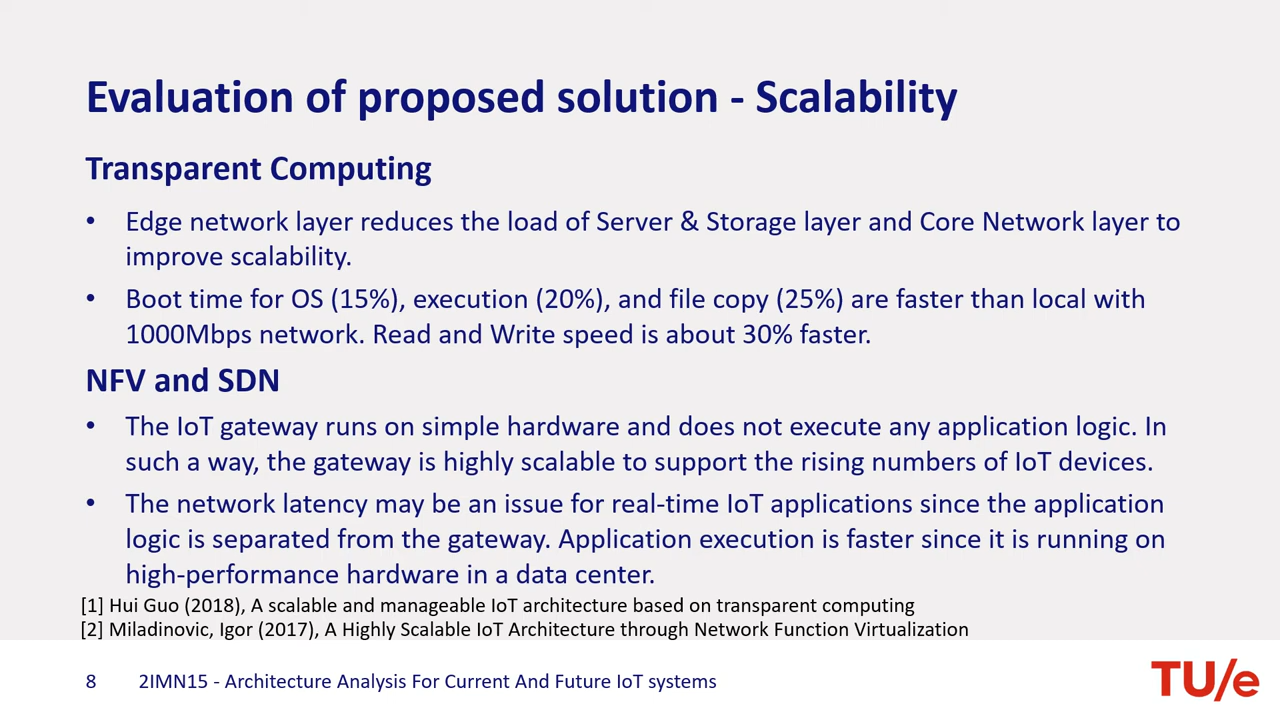 Evaluation of proposed solution - Scalability
Transparent Computing
• Edge network layer reduces the load of Server & Storage layer and Core Network layer to
improve scalability.
• Boot time for OS (15%), execution (20%), and file copy (25%) are faster than local with
1000Mbps network. Read and Write speed is about 30% faster.
NFV and SDN
• The IoT gateway runs on simple hardware and does not execute any application logic. In
such a way, the gateway is highly scalable to support the rising numbers of IoT devices.
• The network latency may be an issue for real-time IoT applications since the application
logic is separated from the gateway. Application execution is faster since it is running on
high-performance hardware in a data center.
[1] Hui Guo (2018), A scalable and manageable IoT architecture based on transparent computing
[2] Miladinovic, Igor (2017), A Highly Scalable IoT Architecture through Network Function Virtualization
8 2IMN15 - Architecture Analysis For Current And Future IoT systems
TU/e